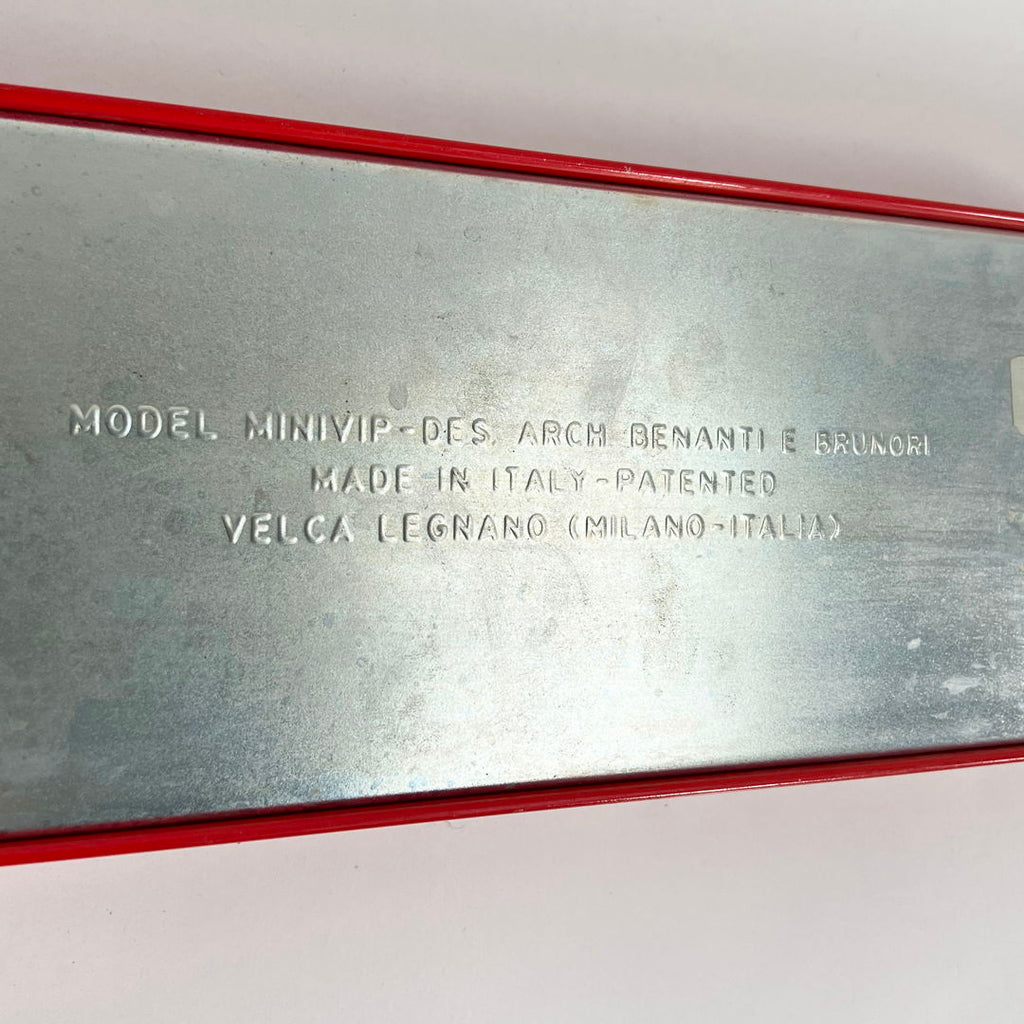 MODEL MINIVIP-DES. ARCH BENANTI E BRUNORI
MADE IN ITALY-PATENTED
VELCA LEGNANO (MILANO-ITALIA)